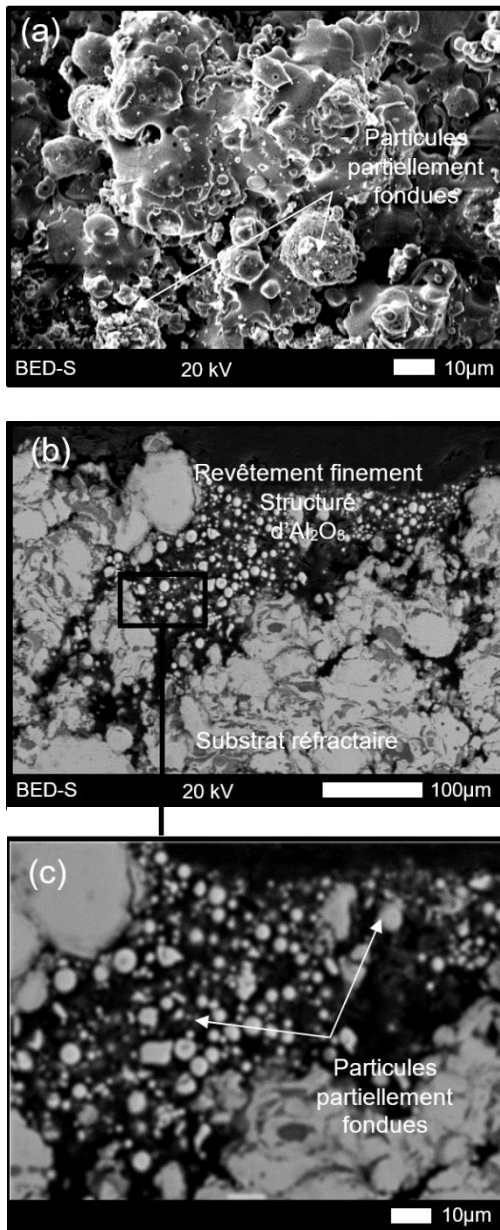 (a)
Particules
partiellement
fondues
BED-S 20 kV 10µm
(b)
Revêtement finement
Structuré
d'Al₂O₃
Substrat réfractaire
BED-S 20 kV 100µm
(c)
Particules
partiellement
fondues
10µm